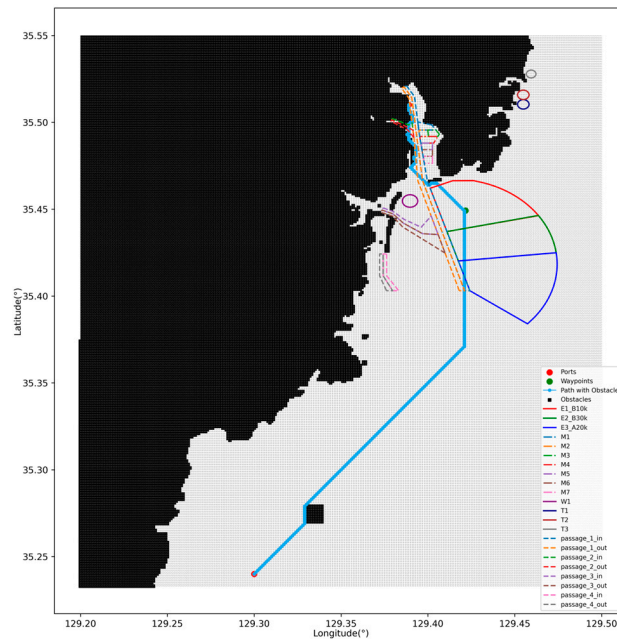 Latitude(°)
35.55
35.50
35.45
35.40
35.35
35.30
35.25
129.20
129.25
129.30
129.35
129.40
129.45
129.50
Longitude(°)
Ports
Waypoints
Path with Obstacle
Obstacles
E1_B10k
E2_B30k
E3_A20k
M1
M2
M3
M4
M5
M6
M7
W1
T1
T2
T3
passage_1_in
passage_1_out
passage_2_in
passage_2_out
passage_3_in
passage_3_out
passage_4_in
passage_4_out